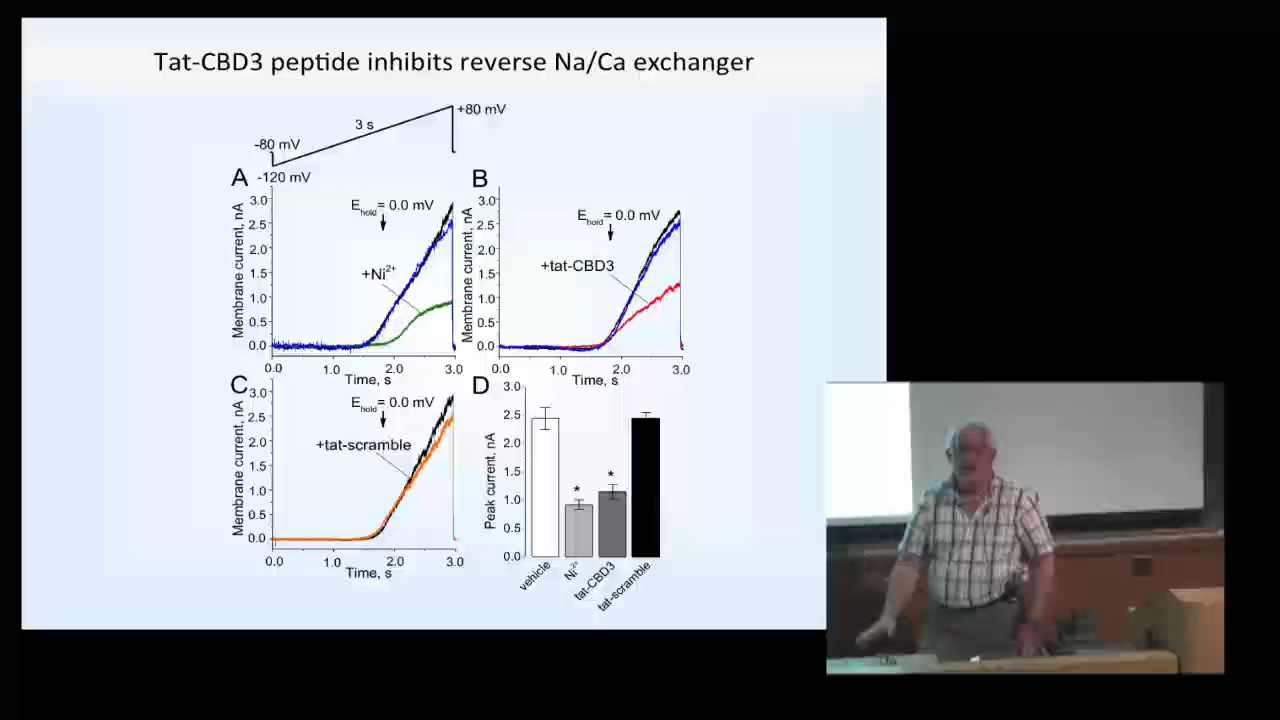 Tat-CBD3 peptide inhibits reverse Na/Ca exchanger
+80 mV
3 s
-80 mV
-120 mV
A
E hold = 0.0 mV
+Ni2+
Membrane current, nA
3.0
2.5
2.0
1.5
1.0
0.5
0.0
0.0 1.0 2.0 3.0
Time, s
B
E hold = 0.0 mV
+tat-CBD3
Membrane current, nA
3.0
2.5
2.0
1.5
1.0
0.5
0.0
0.0 1.0 2.0 3.0
Time, s
C
E hold = 0.0 mV
+tat-scramble
Membrane current, nA
3.0
2.5
2.0
1.5
1.0
0.5
0.0
0.0 1.0 2.0 3.0
Time, s
D
Peak current, nA
3.0
2.5
2.0
1.5
1.0
0.5
0.0
* *
vehicle
Ni2+
tat-CBD3
tat-scramble